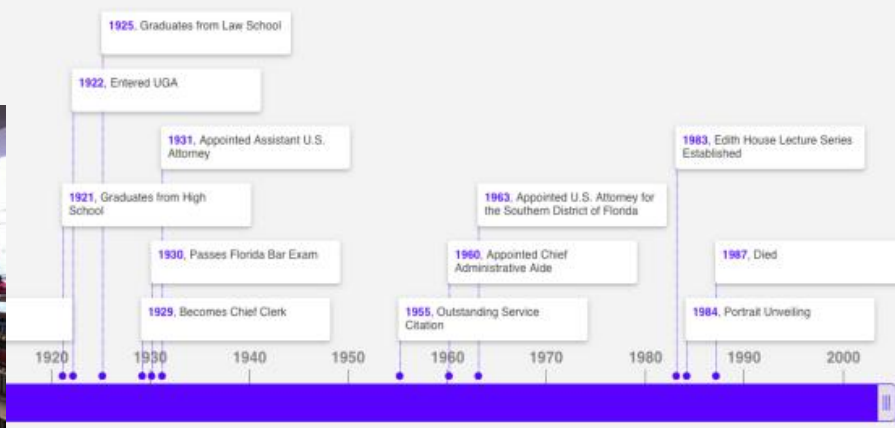 1925, Graduates from Law School
1922, Entered UGA
1931, Appointed Assistant U.S.
Attorney
1983, Edith House Lecture Series
Established
1921, Graduates from High
School
1963, Appointed U.S. Attorney for
the Southern District of Florida
1930, Passes Florida Bar Exam
1960, Appointed Chief
Administrative Aide
1987, Died
1929, Becomes Chief Clerk
1955, Outstanding Service
Citation
1984, Portrait Unveiling
1920 1930 1940 1950 1960 1970 1980 1990 2000